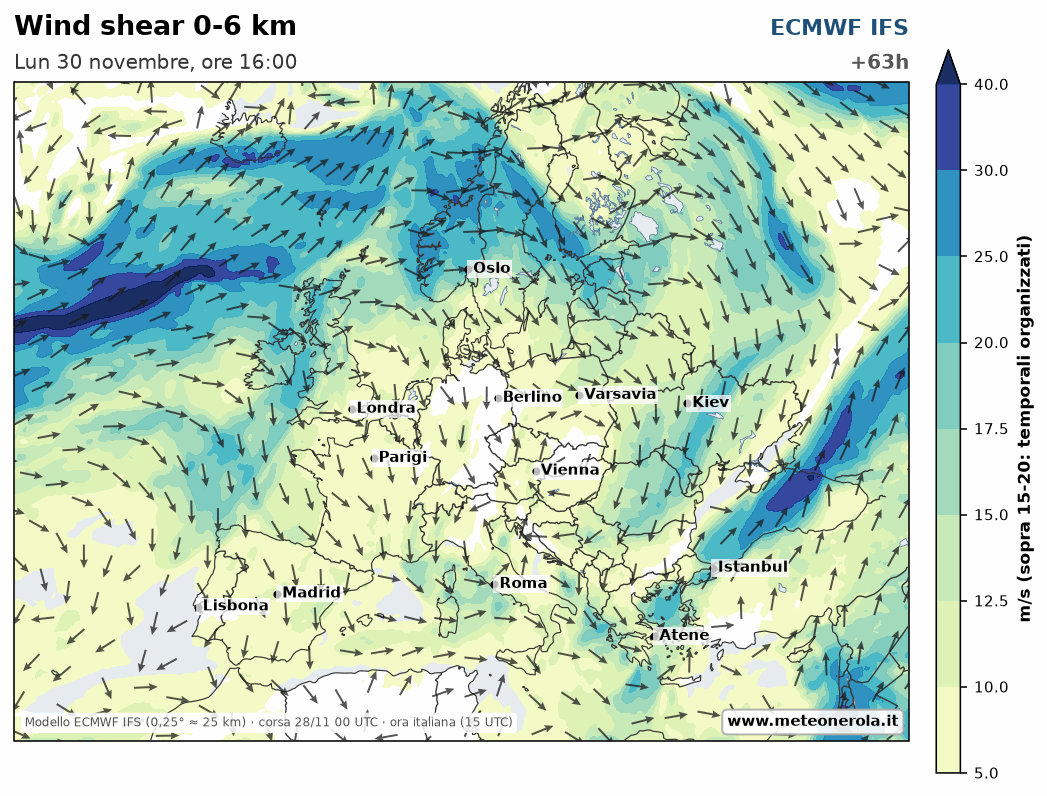 Wind shear 0-6 km
ECMWF IFS
Lun 30 novembre, ore 16:00
+63h
40.0
30.0
25.0
20.0
17.5
15.0
12.5
10.0
5.0
m/s (sopra 15-20: temporali organizzati)
Oslo
Berlino
Varsavia
Kiev
Londra
Parigi
Vienna
Istanbul
Roma
Madrid
Lisbona
Atene
Modello ECMWF IFS (0,25° ≈ 25 km) · corsa 28/11 00 UTC · ora italiana (15 UTC)
www.meteonerola.it